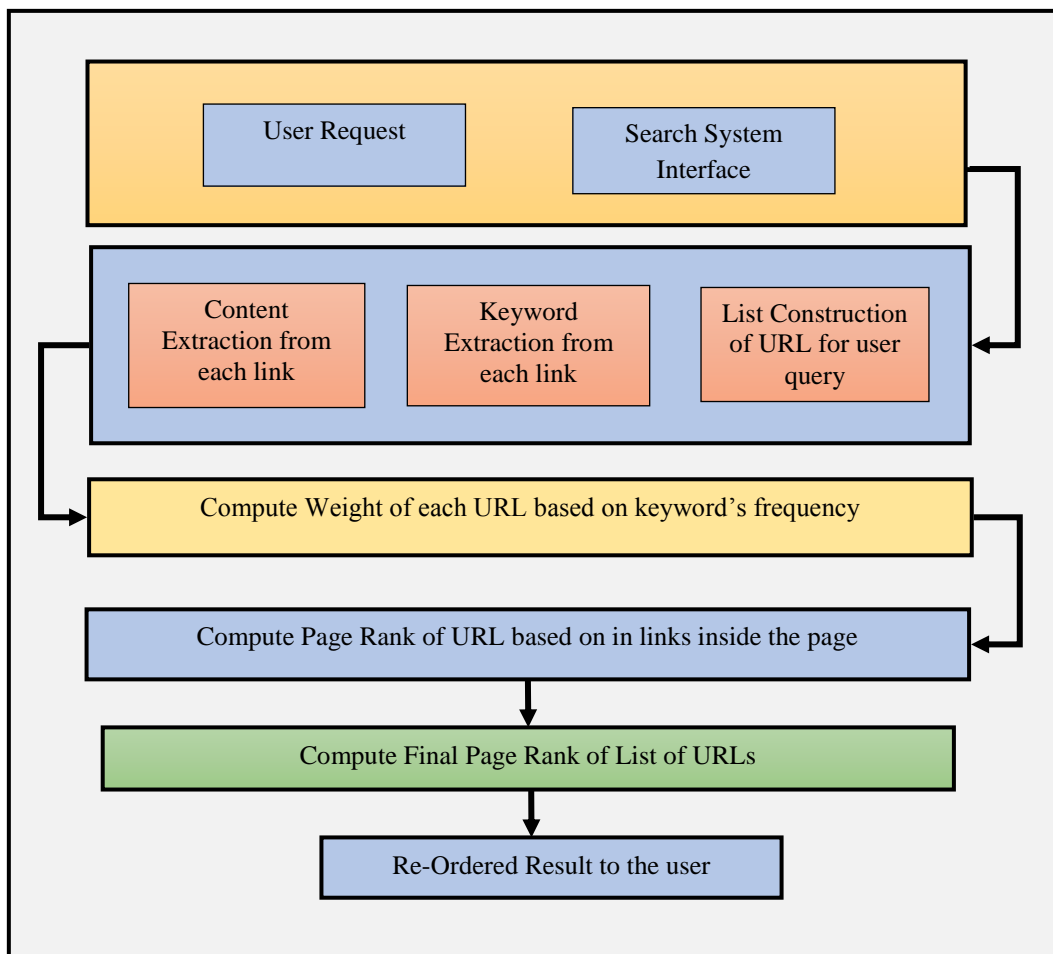 User Request
Search System
Interface
Content
Extraction from
each link
Keyword
Extraction from
each link
List Construction
of URL for user
query
Compute Weight of each URL based on keyword’s frequency
Compute Page Rank of URL based on in links inside the page
Compute Final Page Rank of List of URLs
Re-Ordered Result to the user